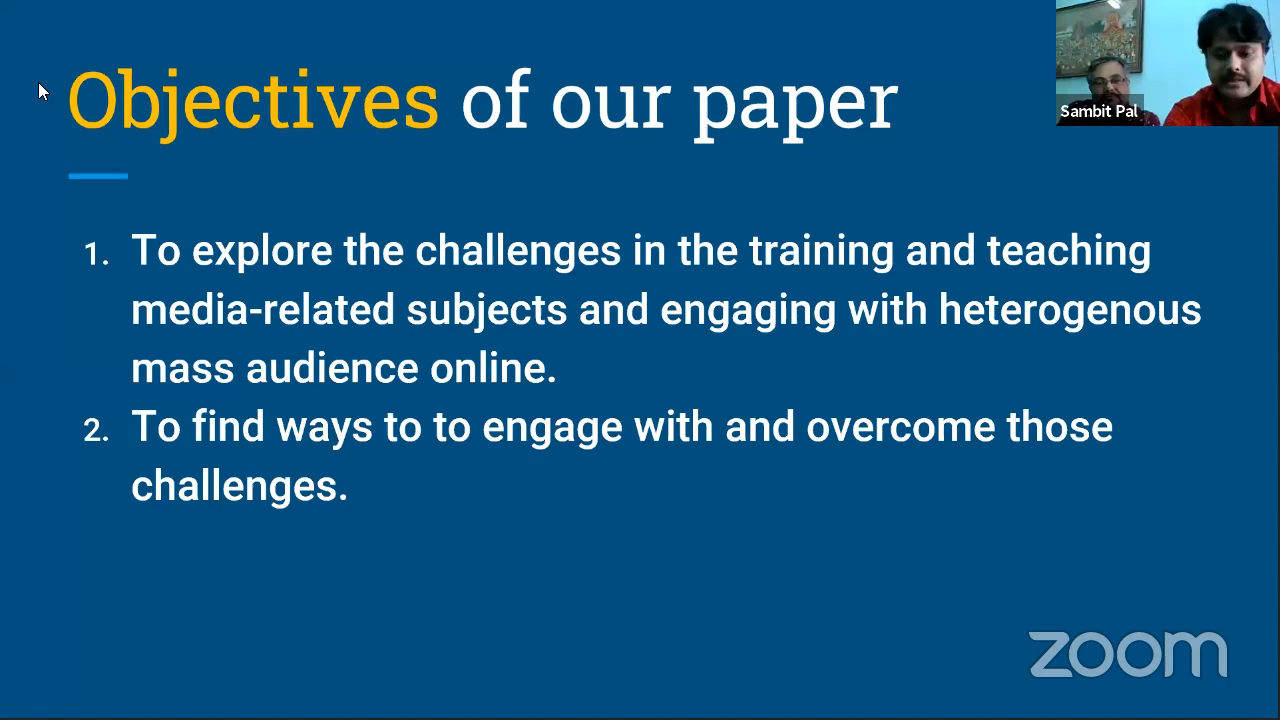 Objectives of our paper
Sambit Pal
1. To explore the challenges in the training and teaching
media-related subjects and engaging with heterogenous
mass audience online.
2. To find ways to to engage with and overcome those
challenges.
zoom